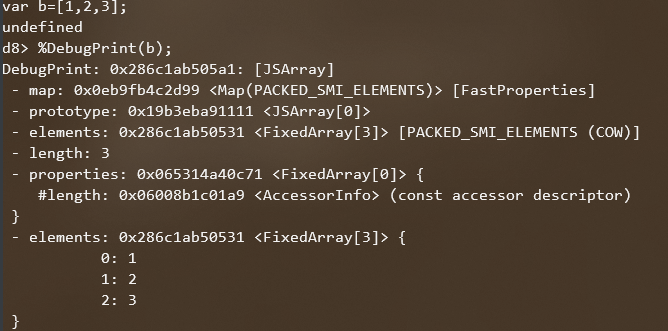 var b=[1,2,3];
undefined
d8> %DebugPrint(b);
DebugPrint: 0x286c1ab505a1: [JSArray]
 - map: 0x0eb9fb4c2d99 <Map(PACKED_SMI_ELEMENTS)> [FastProperties]
 - prototype: 0x19b3eba91111 <JSArray[0]>
 - elements: 0x286c1ab50531 <FixedArray[3]> [PACKED_SMI_ELEMENTS (COW)]
 - length: 3
 - properties: 0x065314a40c71 <FixedArray[0]> {
    #length: 0x06008b1c01a9 <AccessorInfo> (const accessor descriptor)
 }
 - elements: 0x286c1ab50531 <FixedArray[3]> {
           0: 1
           1: 2
           2: 3
 }